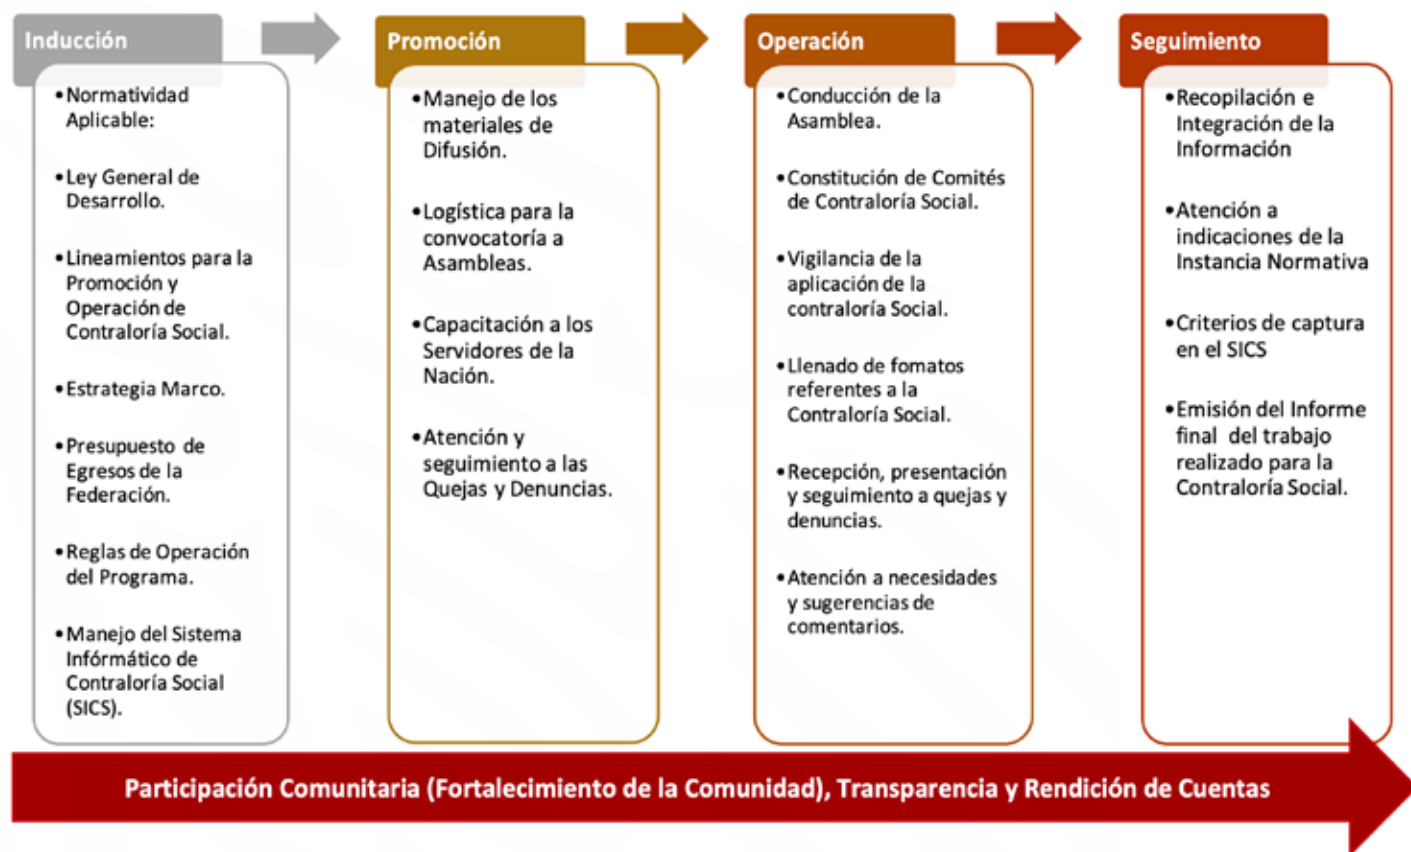 Inducción
•Normatividad
Aplicable:
•Ley General de
Desarrollo.
•Lineamientos para la
Promoción y
Operación de
Contraloría Social.
•Estrategia Marco.
•Presupuesto de
Egresos de la
Federación.
•Reglas de Operación
del Programa.
•Manejo del Sistema
Infórmático de
Contraloría Social
(SICS).
Promoción
•Manejo de los
materiales de
Difusión.
•Logística para la
convocatoría a
Asambleas.
•Capacitación a los
Servidores de la
Nación.
•Atención y
seguimiento a las
Quejas y Denuncias.
Operación
•Conducción de la
Asamblea.
•Constitución de Comités
de Contraloría Social.
•Vigilancia de la
aplicación de la
contraloría Social.
•Llenado de fomatos
referentes a la
Contraloría Social.
•Recepción, presentación
y seguimiento a quejas y
denuncias.
•Atención a necesidades
y sugerencias de
comentarios.
Seguimiento
•Recopilación e
Integración de la
Información
•Atención a
indicaciones de la
Instancia Normativa
•Criterios de captura
en el SICS
•Emisión del Informe
final del trabajo
realizado para la
Contraloría Social.
Participación Comunitaria (Fortalecimiento de la Comunidad), Transparencia y Rendición de Cuentas